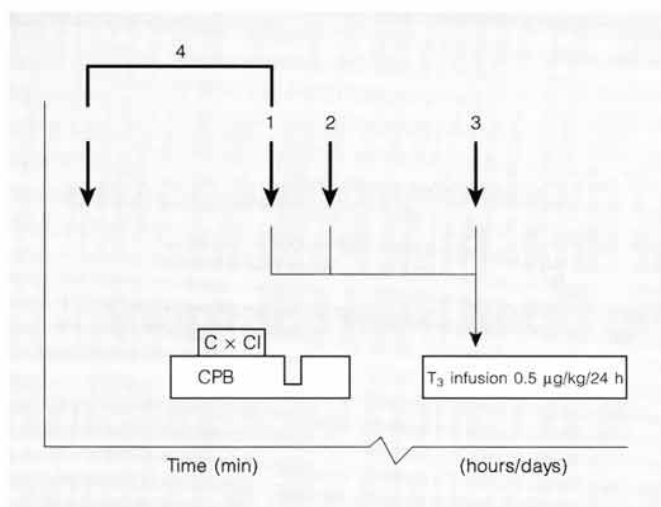 4
1 2 3
C × Cl
CPB
T₃ infusion 0.5 μg/kg/24 h
Time (min) (hours/days)